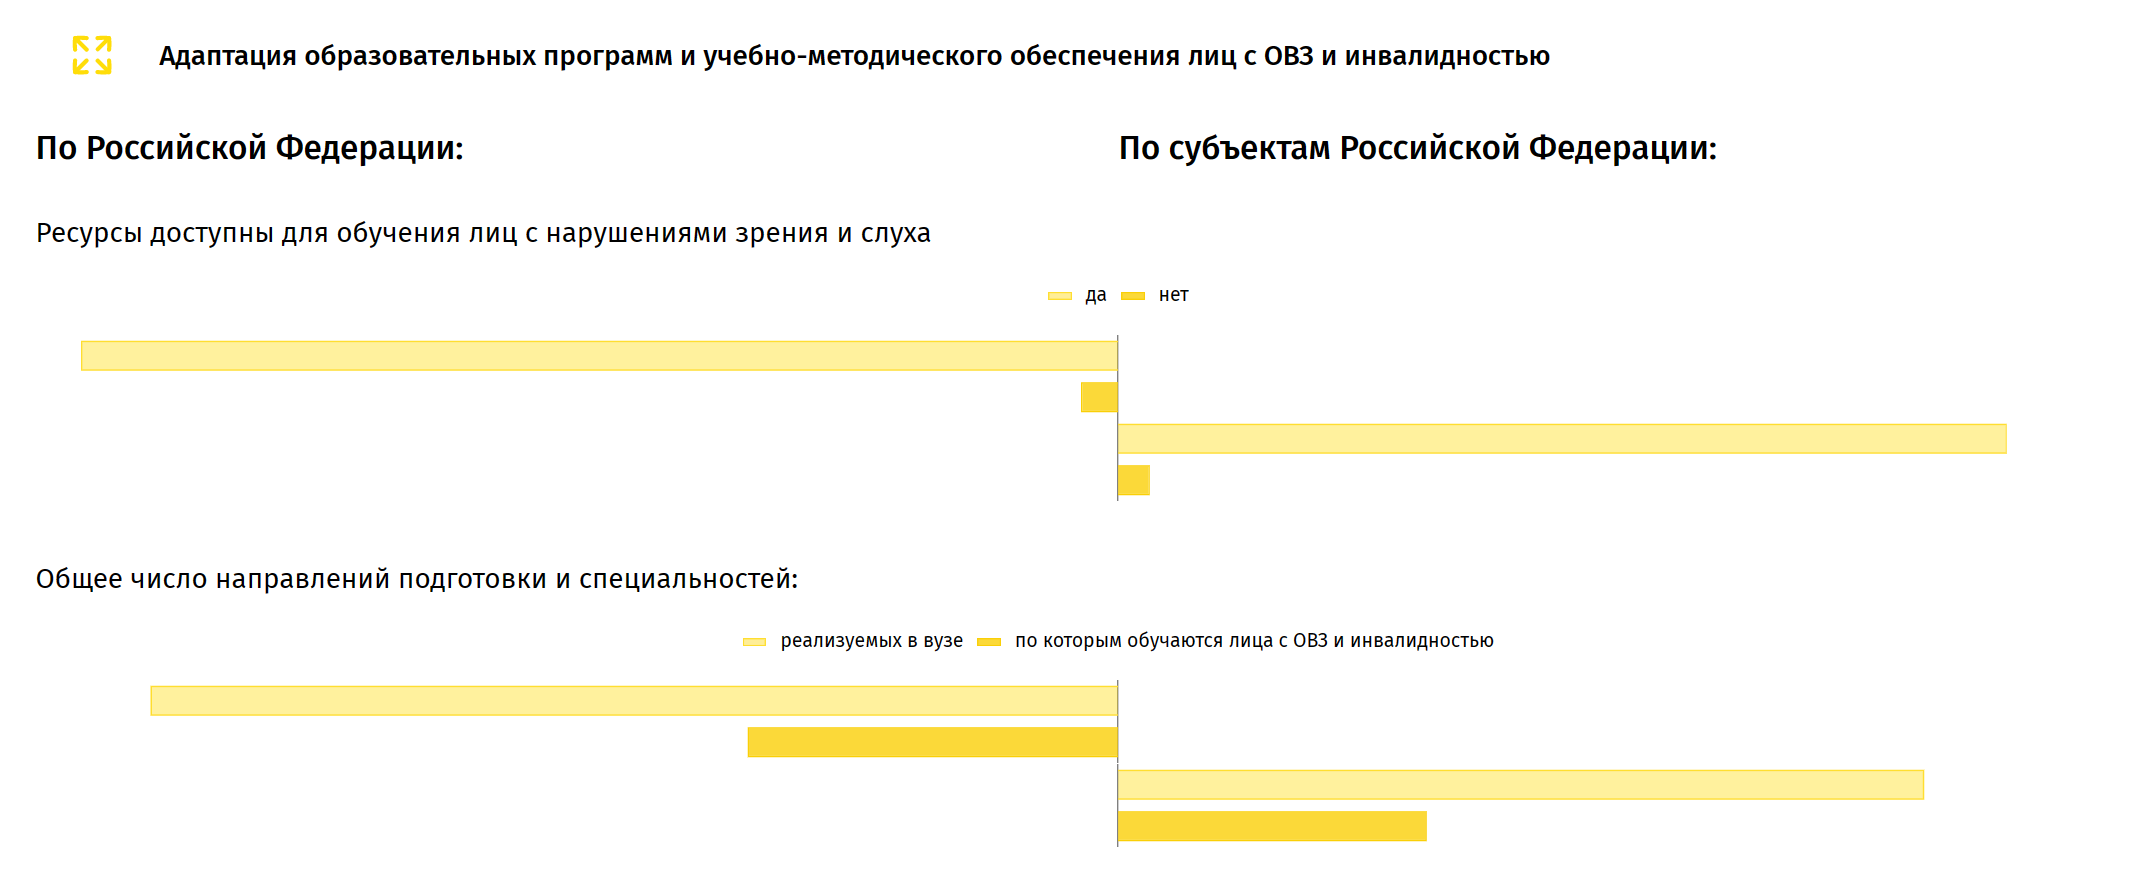 Адаптация образовательных программ и учебно-методического обеспечения лиц с ОВЗ и инвалидностью
По Российской Федерации:
По субъектам Российской Федерации:
Ресурсы доступны для обучения лиц с нарушениями зрения и слуха
да нет
Общее число направлений подготовки и специальностей:
реализуемых в вузе по которым обучаются лица с ОВЗ и инвалидностью